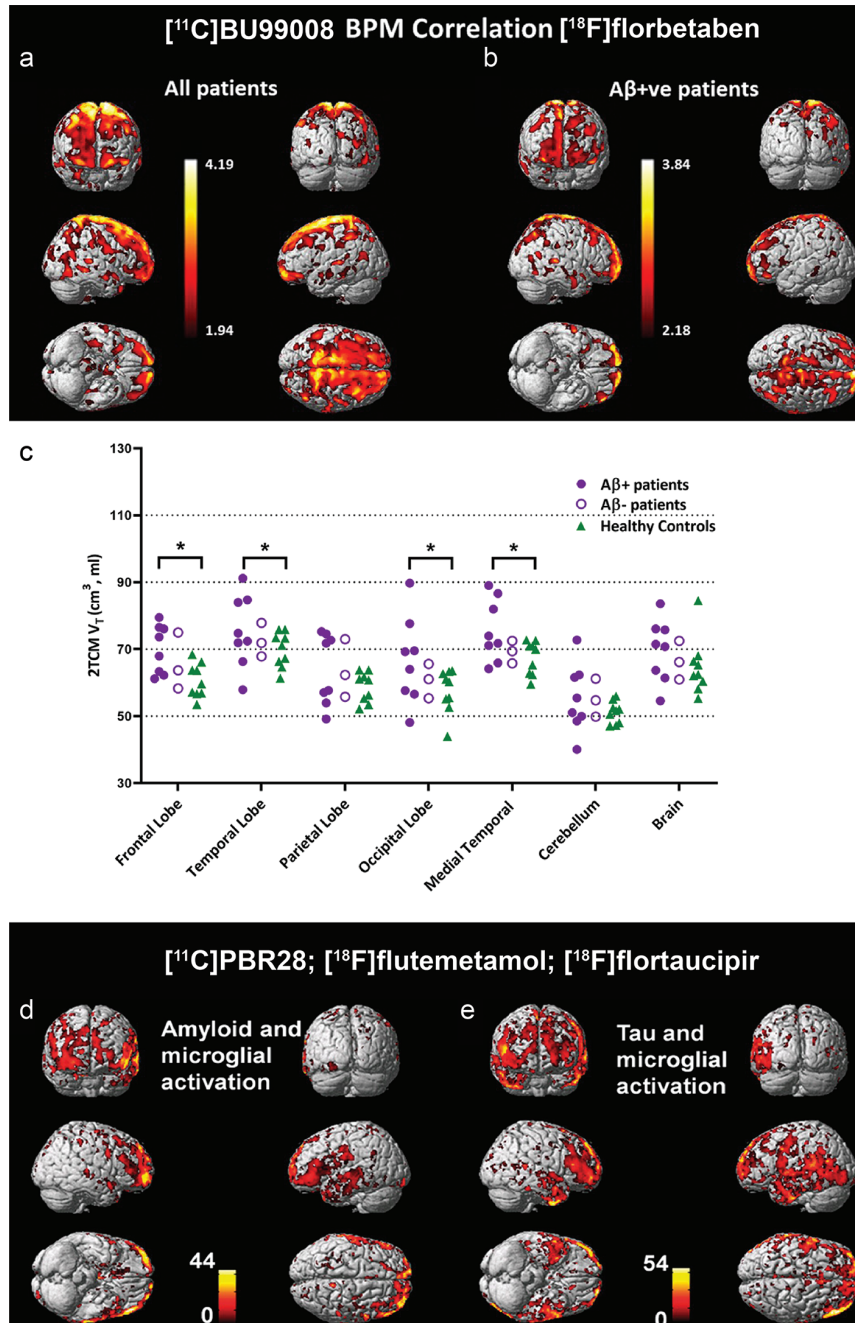 [¹¹C]BU99008 BPM Correlation [¹⁸F]florbetaben
a
b
All patients
Aβ+ve patients
4.19
1.94
3.84
2.18
c
130
110
90
70
50
30
2TCM V_T (cm³, ml)
Aβ+ patients
Aβ- patients
Healthy Controls
*
*
*
*
Frontal Lobe
Temporal Lobe
Parietal Lobe
Occipital Lobe
Medial Temporal
Cerebellum
Brain
[¹¹C]PBR28; [¹⁸F]flutemetamol; [¹⁸F]flortaucipir
d
Amyloid and
microglial
activation
e
Tau and
microglial
activation
44
0
54
0